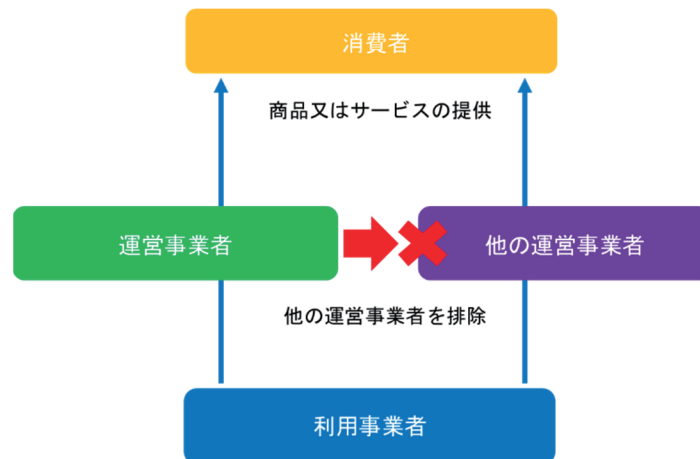 消費者
商品又はサービスの提供
運営事業者
他の運営事業者
他の運営事業者を排除
利用事業者